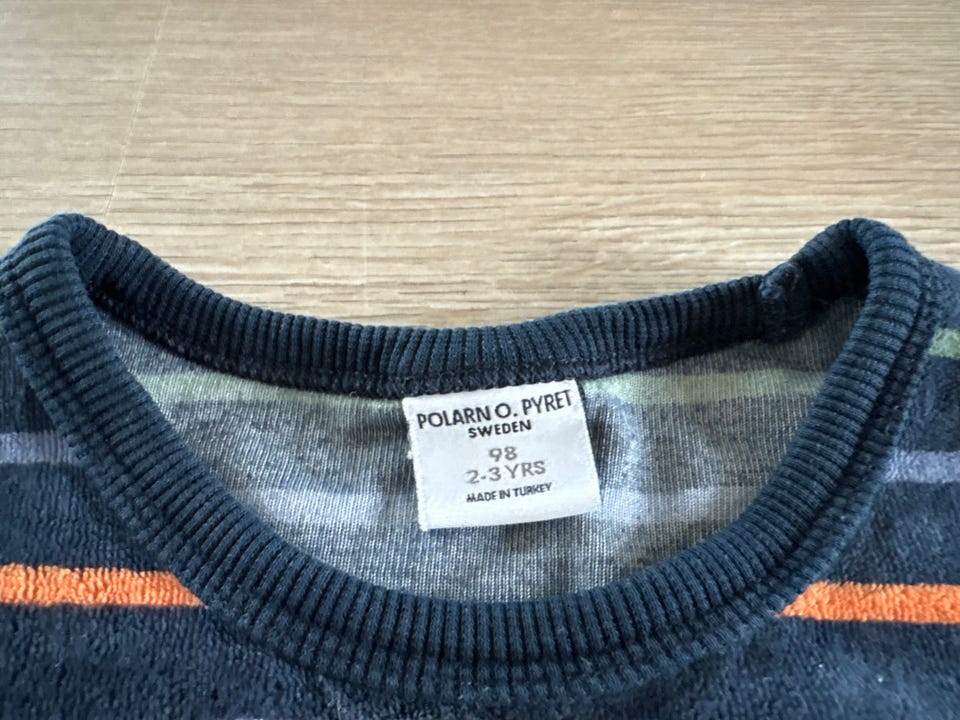 POLARN O. PYRET
SWEDEN
98
2-3 YRS
MADE IN TURKEY